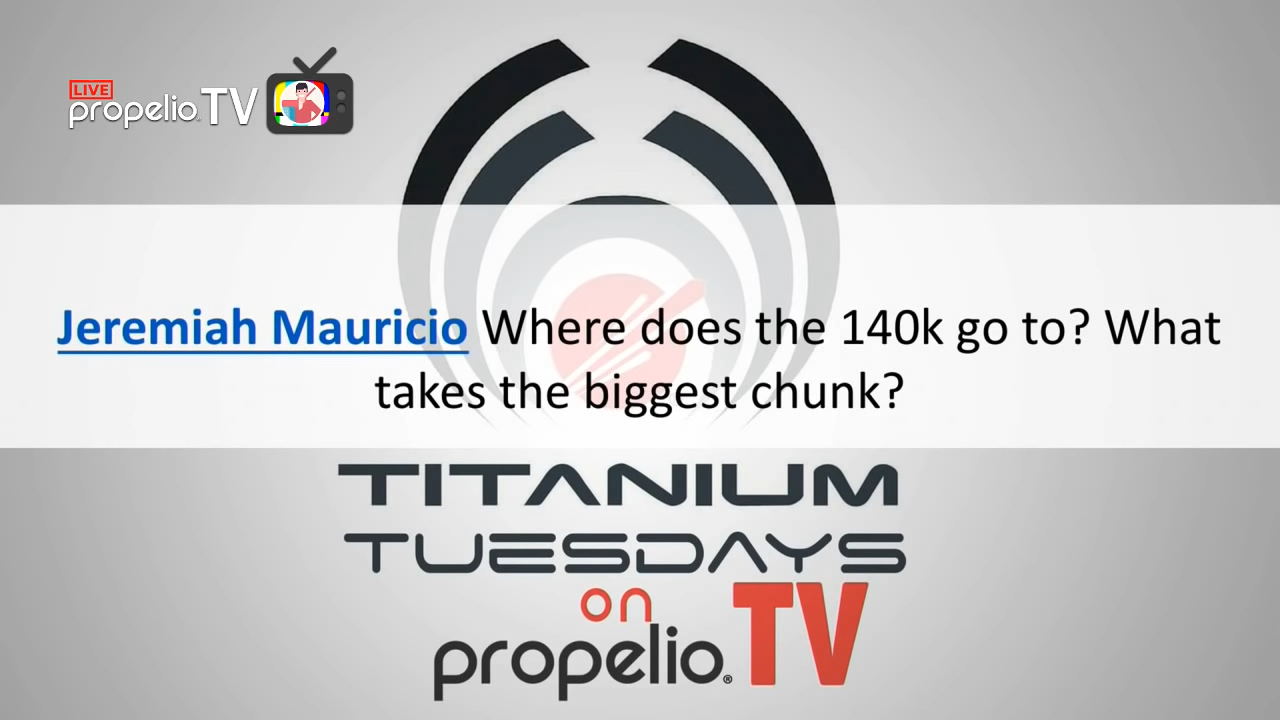 LIVE
propelio® TV
Jeremiah Mauricio Where does the 140k go to? What
takes the biggest chunk?
TITANIUM
TUESDAYS
on
propelio® TV